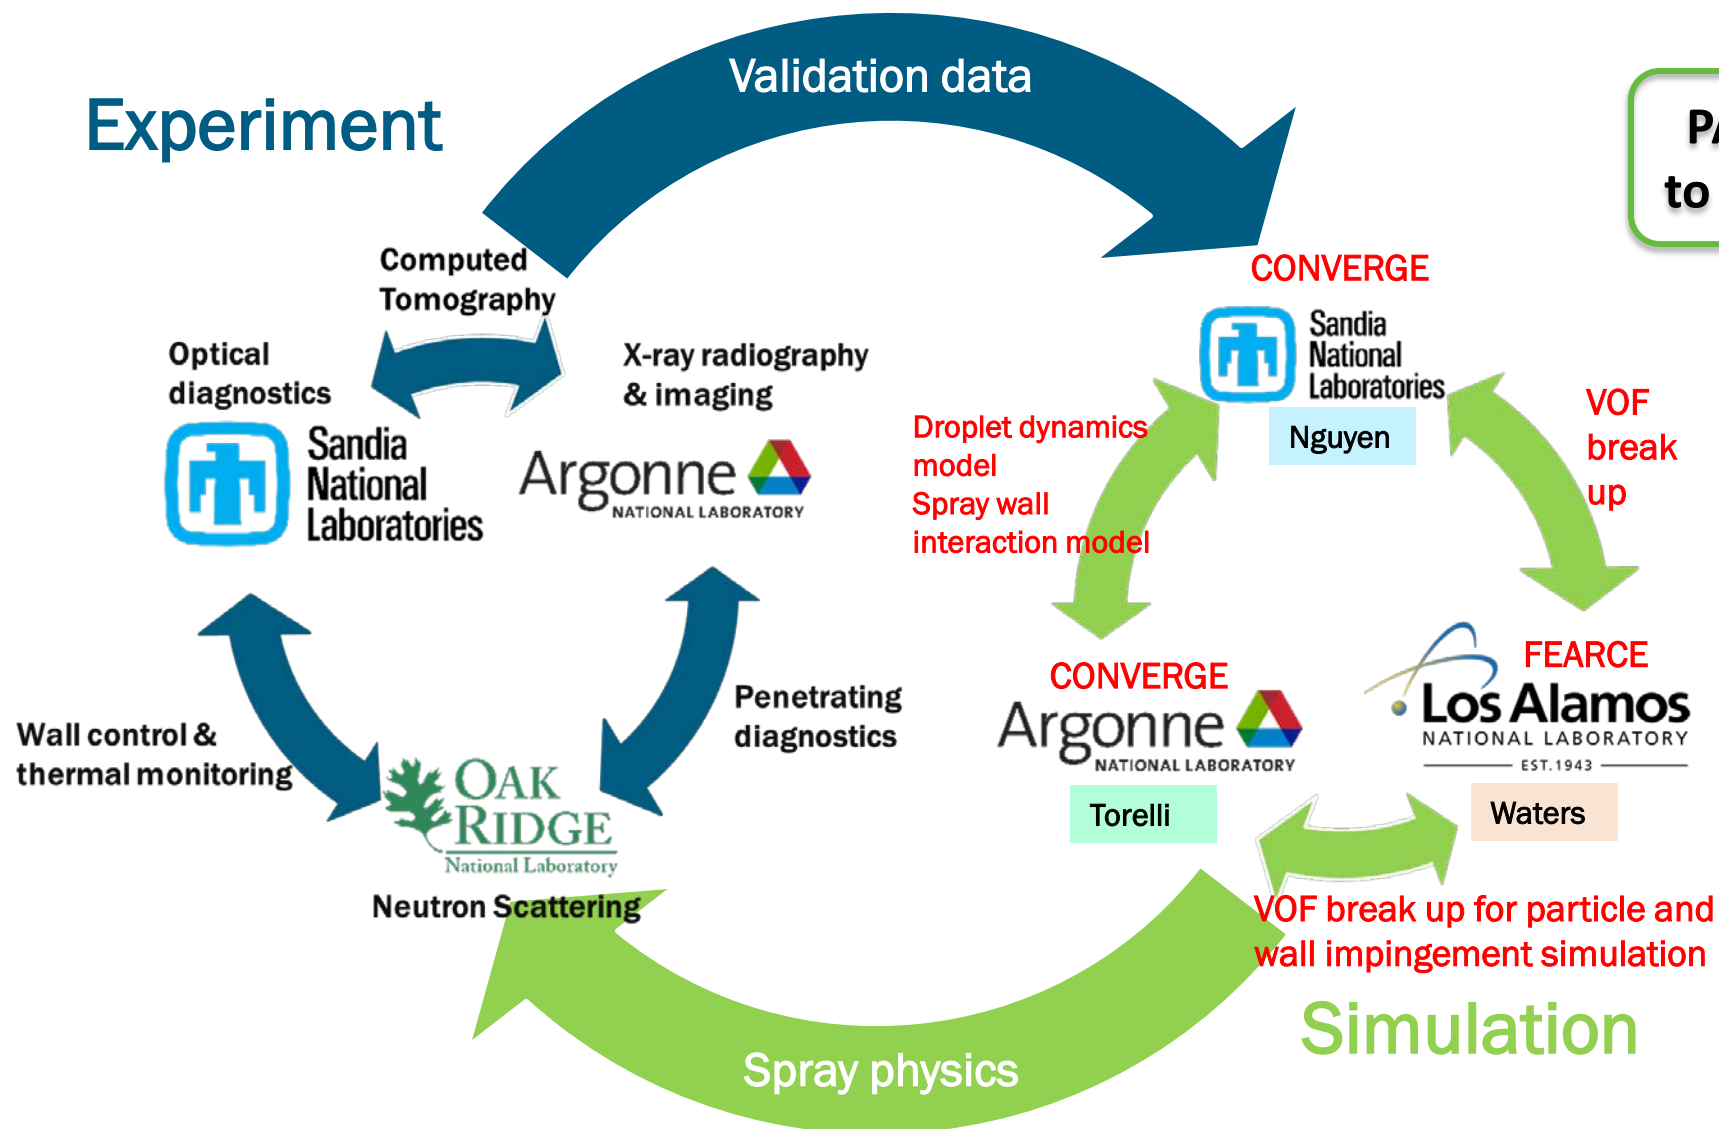 Validation data
Experiment
PA
to
Computed
Tomography
Optical
diagnostics
X-ray radiography
& imaging
Sandia
National
Laboratories
Argonne
NATIONAL LABORATORY
Wall control &
thermal monitoring
Penetrating
diagnostics
OAK
RIDGE
National Laboratory
Neutron Scattering
CONVERGE
Sandia
National
Laboratories
Nguyen
Droplet dynamics
model
Spray wall
interaction model
VOF
break
up
CONVERGE
Argonne
NATIONAL LABORATORY
Torelli
FEARCE
Los Alamos
NATIONAL LABORATORY
EST.1943
Waters
VOF break up for particle and
wall impingement simulation
Simulation
Spray physics